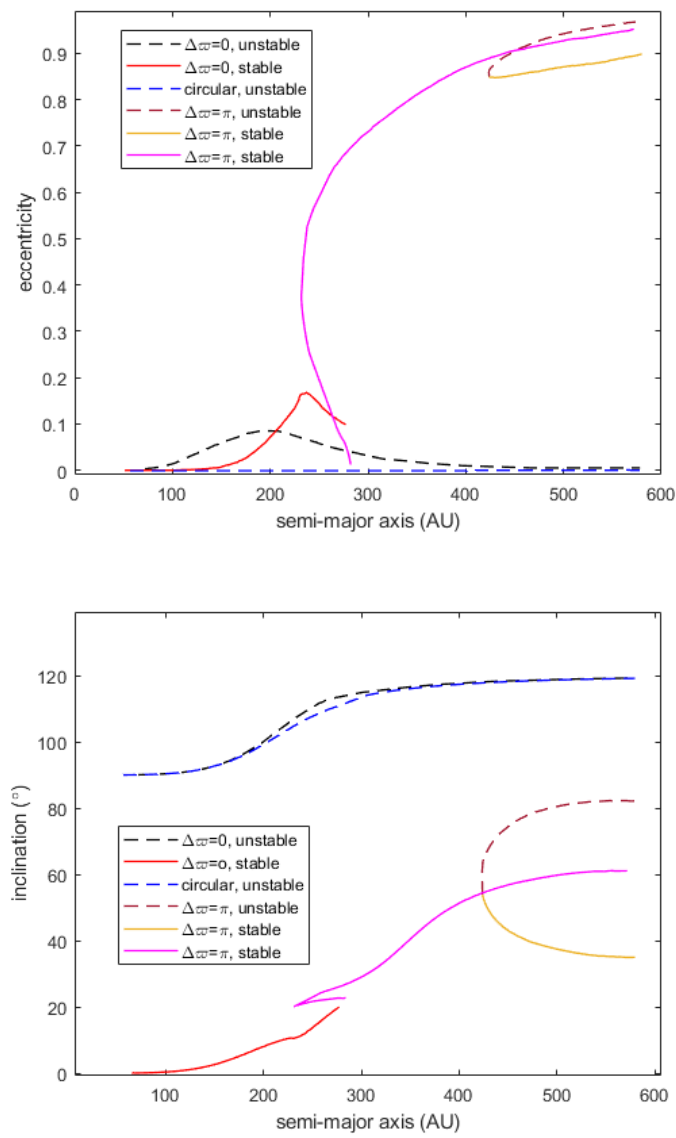 0.9
0.8
0.7
0.6
0.5
0.4
0.3
0.2
0.1
0
eccentricity
Δϖ=0, unstable
Δϖ=0, stable
circular, unstable
Δϖ=π, unstable
Δϖ=π, stable
Δϖ=π, stable
0 100 200 300 400 500 600
semi-major axis (AU)
120
100
80
60
40
20
0
inclination (°)
Δϖ=0, unstable
Δϖ=o, stable
circular, unstable
Δϖ=π, unstable
Δϖ=π, stable
Δϖ=π, stable
100 200 300 400 500 600
semi-major axis (AU)